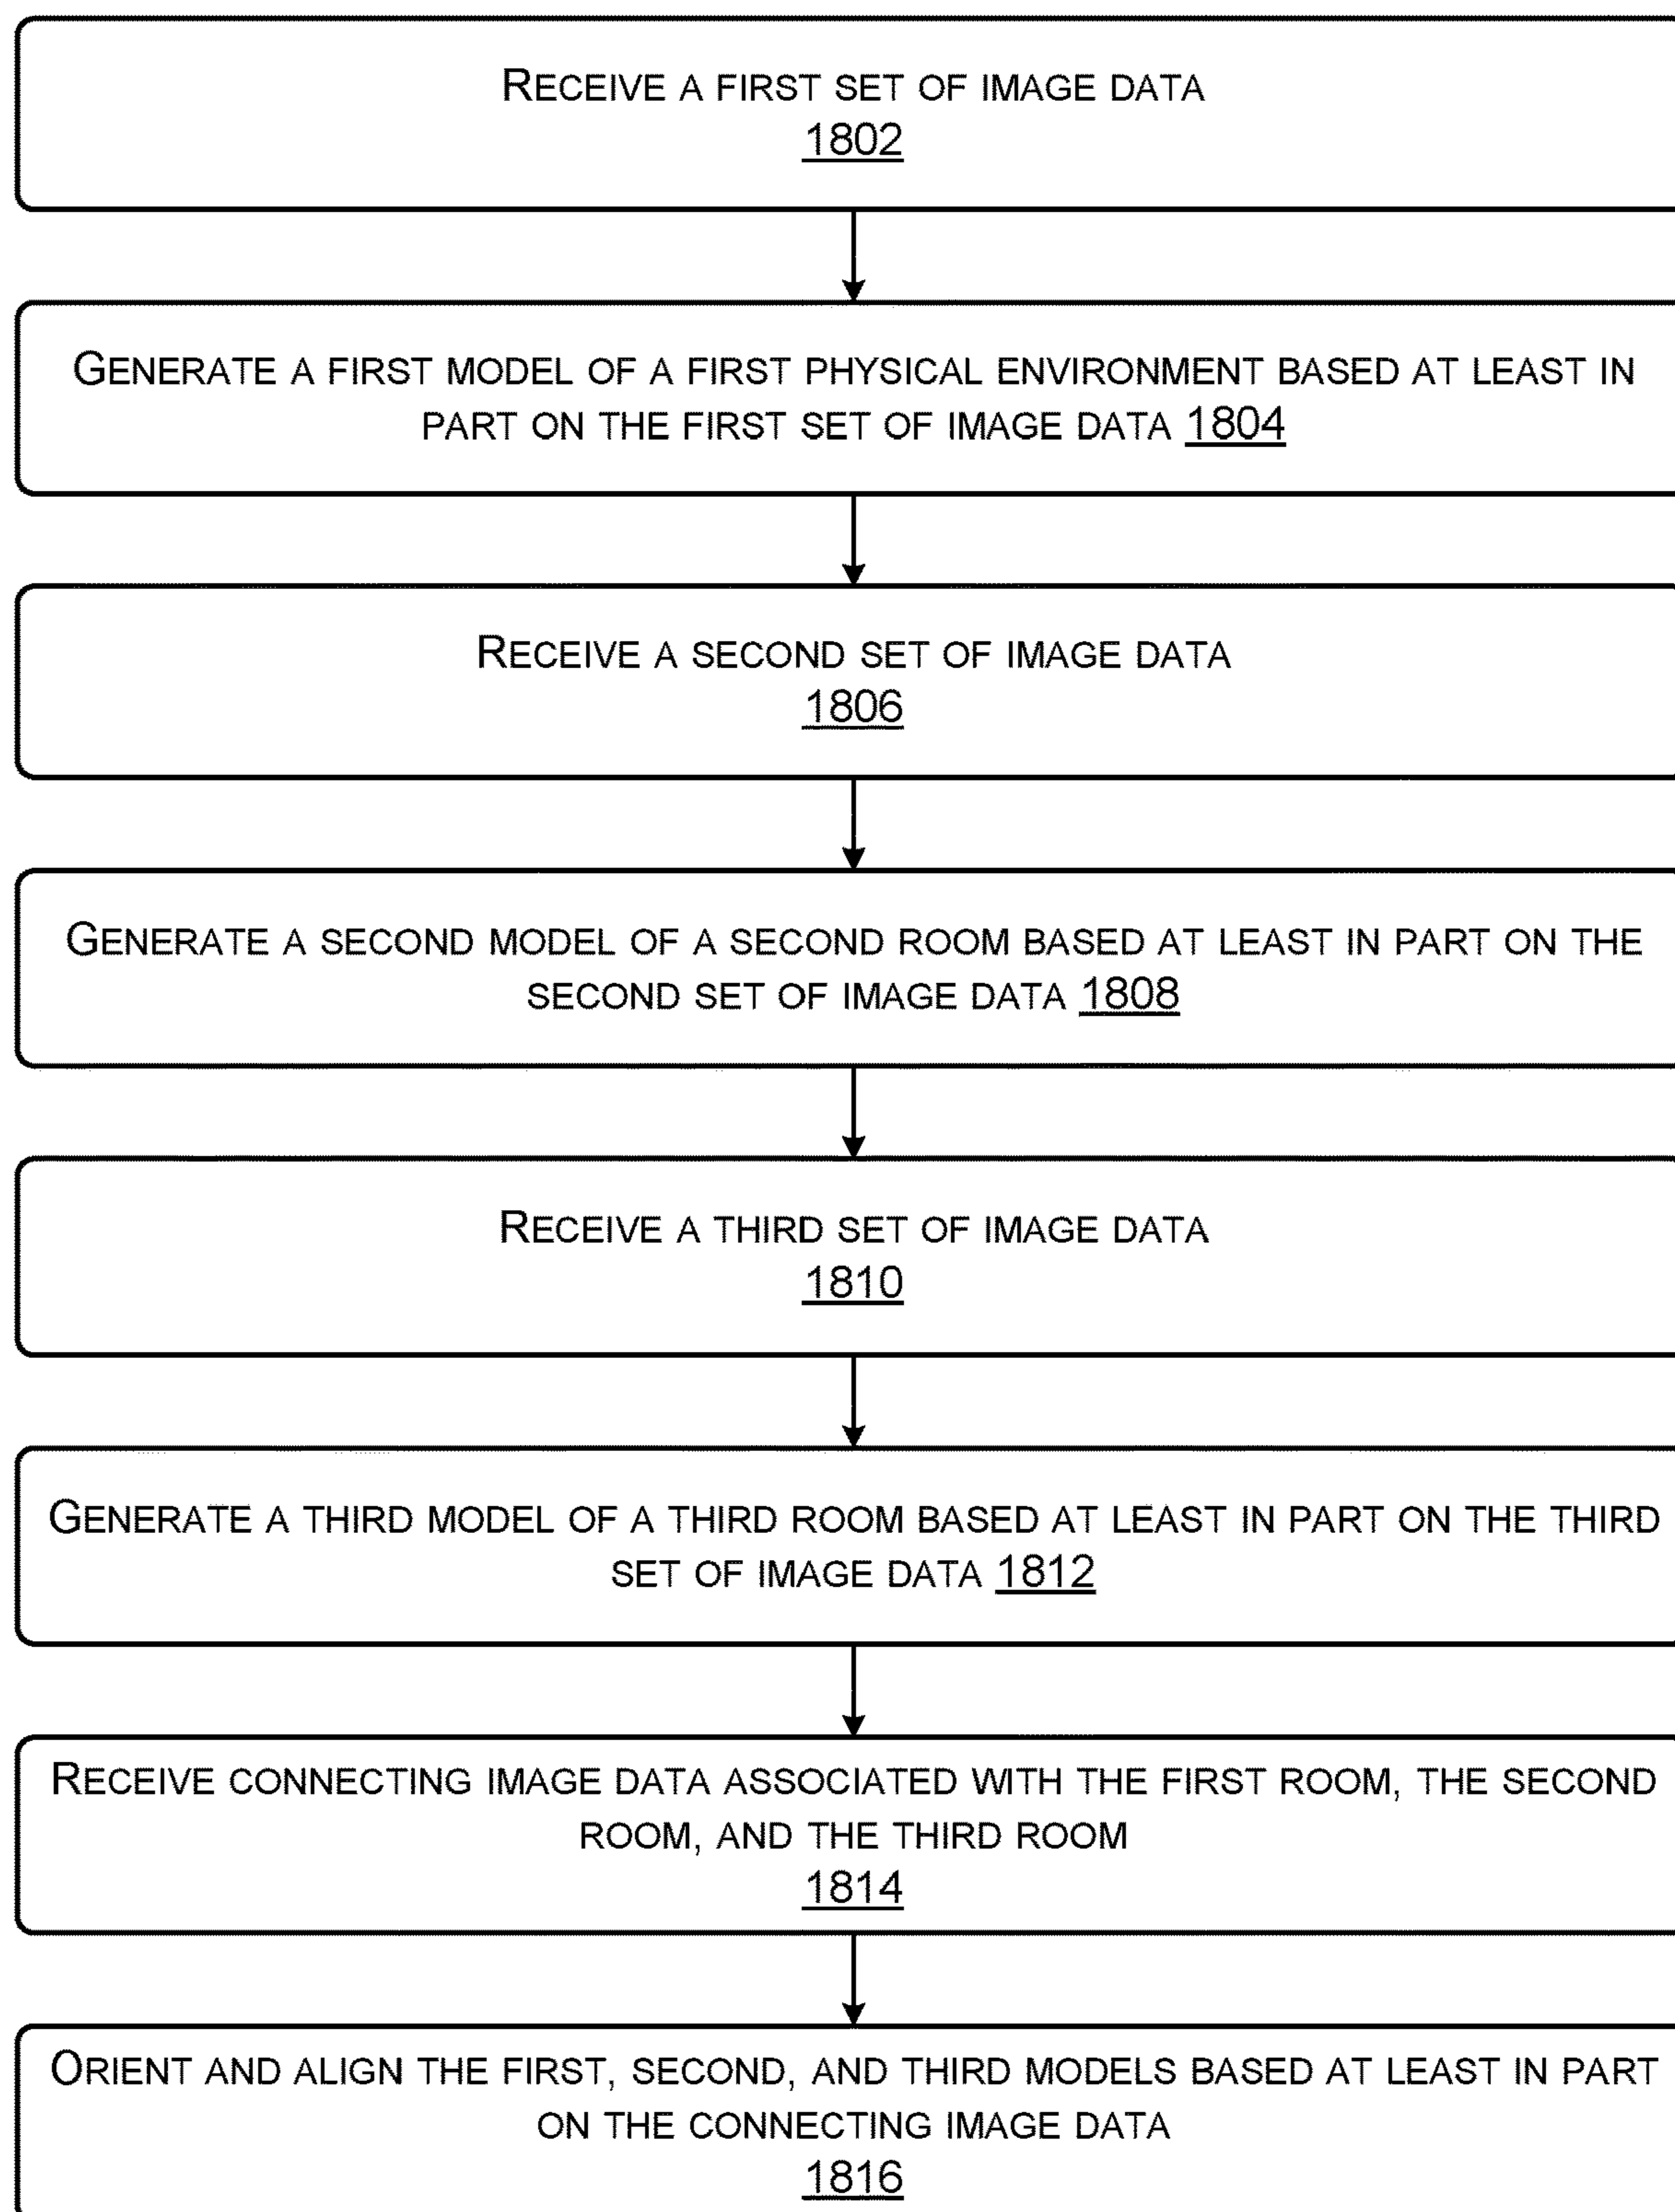 RECEIVE A FIRST SET OF IMAGE DATA
1802
GENERATE A FIRST MODEL OF A FIRST PHYSICAL ENVIRONMENT BASED AT LEAST IN
PART ON THE FIRST SET OF IMAGE DATA 1804
RECEIVE A SECOND SET OF IMAGE DATA
1806
GENERATE A SECOND MODEL OF A SECOND ROOM BASED AT LEAST IN PART ON THE
SECOND SET OF IMAGE DATA 1808
RECEIVE A THIRD SET OF IMAGE DATA
1810
GENERATE A THIRD MODEL OF A THIRD ROOM BASED AT LEAST IN PART ON THE THIRD
SET OF IMAGE DATA 1812
RECEIVE CONNECTING IMAGE DATA ASSOCIATED WITH THE FIRST ROOM, THE SECOND
ROOM, AND THE THIRD ROOM
1814
ORIENT AND ALIGN THE FIRST, SECOND, AND THIRD MODELS BASED AT LEAST IN PART
ON THE CONNECTING IMAGE DATA
1816